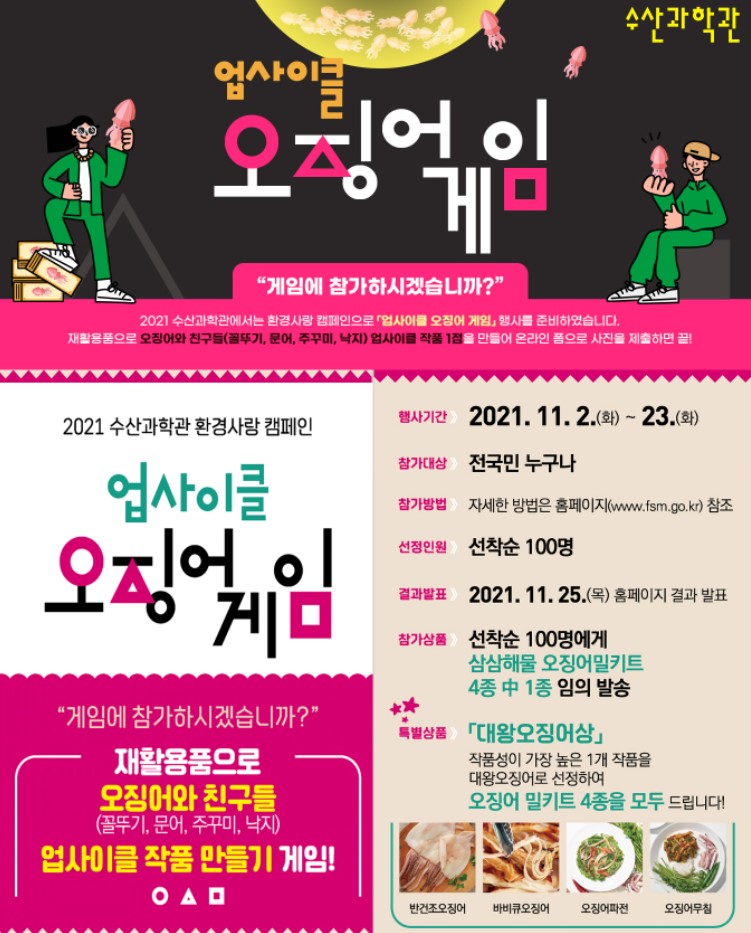 수산과학관
업사이클
오징어 게임
“게임에 참가하시겠습니까?”
2021 수산과학관에서는 환경사랑 캠페인으로 「업사이클 오징어 게임」 행사를 준비하였습니다.
재활용품으로 오징어와 친구들(꼴뚜기, 문어, 주꾸미, 낙지) 업사이클 작품 1점을 만들어 온라인 폼으로 사진을 제출하면 끝!
2021 수산과학관 환경사랑 캠페인
업사이클
오징어 게임
“게임에 참가하시겠습니까?”
재활용품으로
오징어와 친구들
(꼴뚜기, 문어, 주꾸미, 낙지)
업사이클 작품 만들기 게임!
행사기간 2021. 11. 2.(화) ~ 23.(화)
참가대상 전국민 누구나
참가방법 자세한 방법은 홈페이지(www.fsm.go.kr) 참조
선정인원 선착순 100명
결과발표 2021. 11. 25.(목) 홈페이지 결과 발표
참가상품 선착순 100명에게
삼삼해물 오징어밀키트
4종 中 1종 임의 발송
특별상품 「대왕오징어상」
작품성이 가장 높은 1개 작품을
대왕오징어로 선정하여
오징어 밀키트 4종을 모두 드립니다!
반건조오징어 바비큐오징어 오징어파전 오징어무침